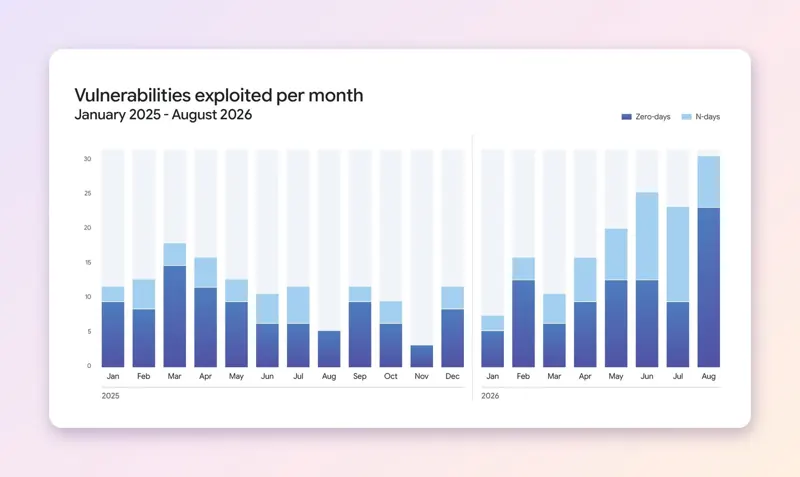 Vulnerabilities exploited per month
January 2025 - August 2026
Zero-days N-days
30
25
20
15
10
5
0
Jan Feb Mar Apr May Jun Jul Aug Sep Oct Nov Dec Jan Feb Mar Apr May Jun Jul Aug
2025 2026